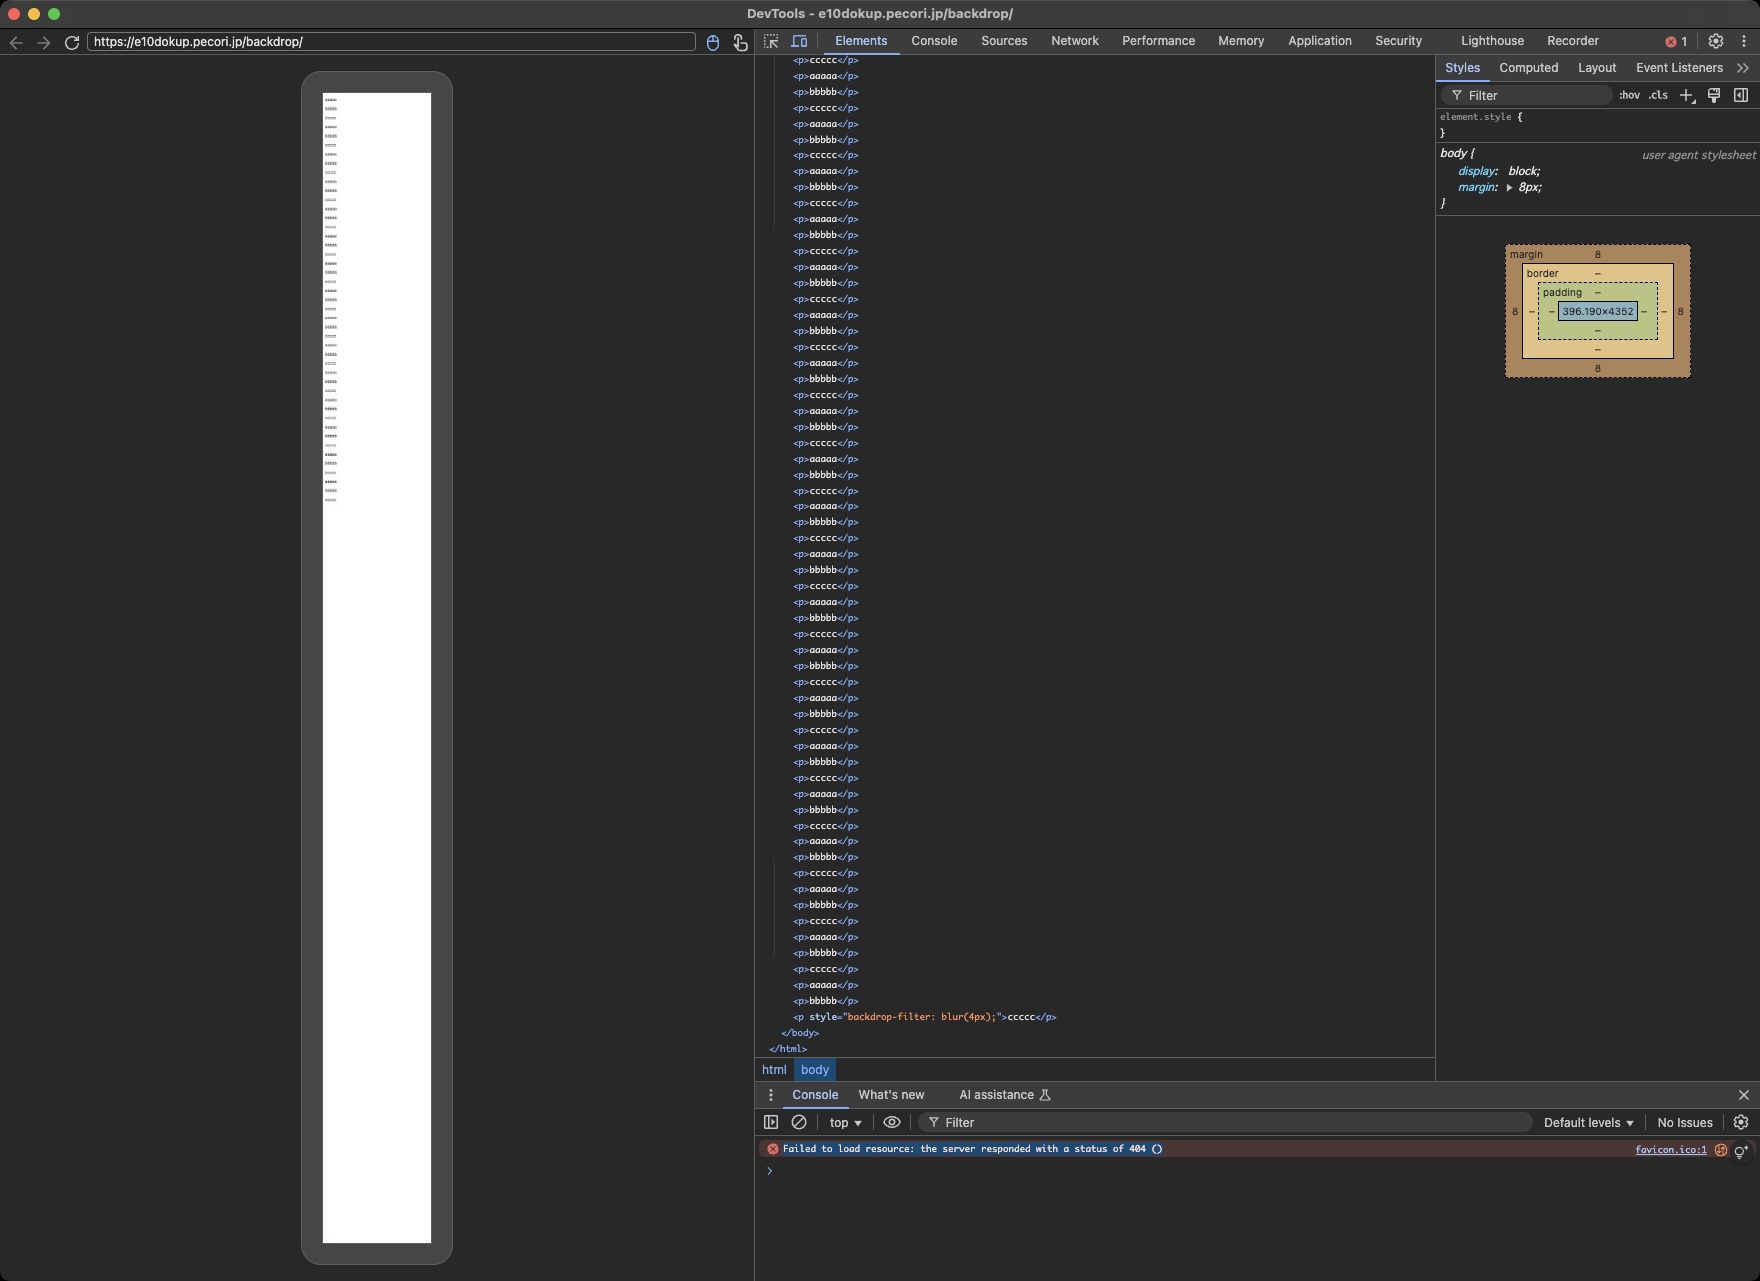 DevTools - e10dokup.pecori.jp/backdrop/
https://e10dokup.pecori.jp/backdrop/
Elements Console Sources Network Performance Memory Application Security Lighthouse Recorder 1
<p>ccccc</p>
<p>aaaaa</p>
<p>bbbbb</p>
<p>ccccc</p>
<p>aaaaa</p>
<p>bbbbb</p>
<p>ccccc</p>
<p>aaaaa</p>
<p>bbbbb</p>
<p>ccccc</p>
<p>aaaaa</p>
<p>bbbbb</p>
<p>ccccc</p>
<p>aaaaa</p>
<p>bbbbb</p>
<p>ccccc</p>
<p>aaaaa</p>
<p>bbbbb</p>
<p>ccccc</p>
<p>aaaaa</p>
<p>bbbbb</p>
<p>ccccc</p>
<p>aaaaa</p>
<p>bbbbb</p>
<p>ccccc</p>
<p>aaaaa</p>
<p>bbbbb</p>
<p>ccccc</p>
<p>aaaaa</p>
<p>bbbbb</p>
<p>ccccc</p>
<p>aaaaa</p>
<p>bbbbb</p>
<p>ccccc</p>
<p>aaaaa</p>
<p>bbbbb</p>
<p>ccccc</p>
<p>aaaaa</p>
<p>bbbbb</p>
<p>ccccc</p>
<p>aaaaa</p>
<p>bbbbb</p>
<p>ccccc</p>
<p>aaaaa</p>
<p>bbbbb</p>
<p>ccccc</p>
<p>aaaaa</p>
<p>bbbbb</p>
<p>ccccc</p>
<p>aaaaa</p>
<p>bbbbb</p>
<p>ccccc</p>
<p>aaaaa</p>
<p>bbbbb</p>
<p>ccccc</p>
<p>aaaaa</p>
<p>bbbbb</p>
<p>ccccc</p>
<p>aaaaa</p>
<p>bbbbb</p>
<p style="backdrop-filter: blur(4px);">ccccc</p>
</body>
</html>
html body
Styles Computed Layout Event Listeners
Filter :hov .cls
element.style {
}
body { user agent stylesheet
display: block;
margin: 8px;
}
margin 8
border –
padding –
8 – – 396.190×4352 – – 8
–
–
8
Console What's new AI assistance
top Filter Default levels No Issues
Failed to load resource: the server responded with a status of 404 () favicon.ico:1